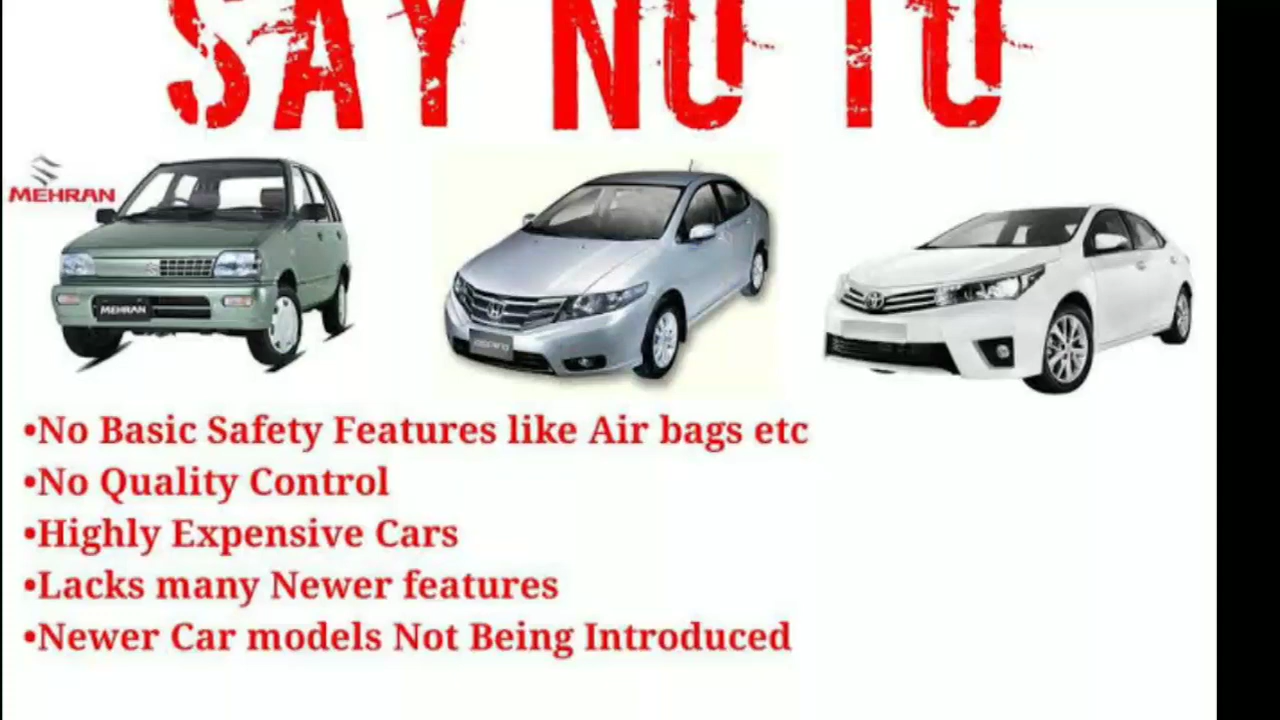 SAY NO TO
MEHRAN
MEHRAN
•No Basic Safety Features like Air bags etc
•No Quality Control
•Highly Expensive Cars
•Lacks many Newer features
•Newer Car models Not Being Introduced